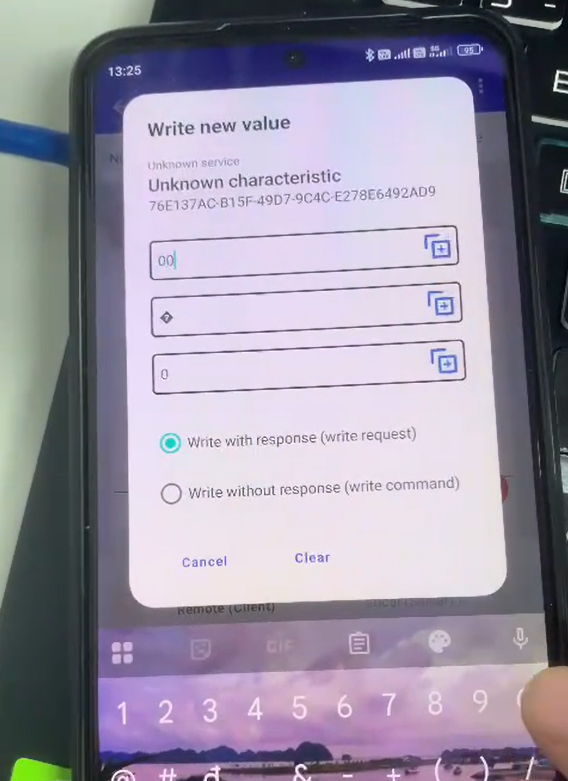 13:25
95
Write new value
Unknown service
Unknown characteristic
76E137AC-B15F-49D7-9C4C-E278E6492AD9
00
0
Write with response (write request)
Write without response (write command)
Cancel
Clear
Remote (Client)
GIF
1 2 3 4 5 6 7 8 9
@ # đ & - + ( ) /